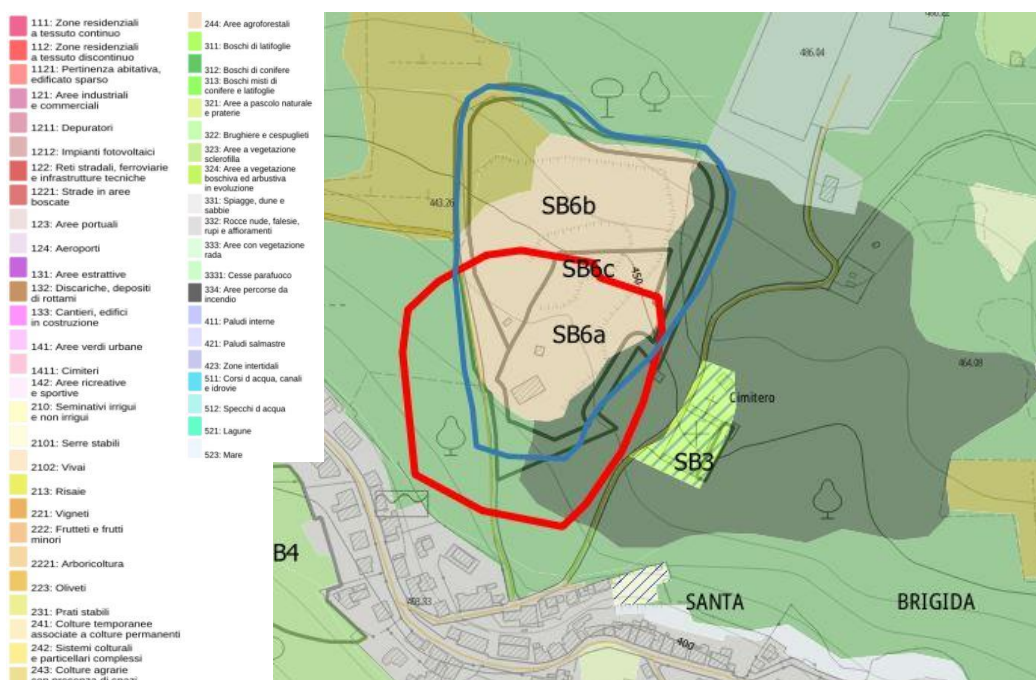 111: Zone residenziali
a tessuto continuo
112: Zone residenziali
a tessuto discontinuo
1121: Pertinenza abitativa,
edificato sparso
121: Aree industriali
e commerciali
1211: Depuratori
1212: Impianti fotovoltaici
122: Reti stradali, ferroviarie
e infrastrutture tecniche
1221: Strade in aree
boscate
123: Aree portuali
124: Aeroporti
131: Aree estrattive
132: Discariche, depositi
di rottami
133: Cantieri, edifici
in costruzione
141: Aree verdi urbane
1411: Cimiteri
142: Aree ricreative
e sportive
210: Seminativi irrigui
e non irrigui
2101: Serre stabili
2102: Vivai
213: Risaie
221: Vigneti
222: Frutteti e frutti
minori
2221: Arboricoltura
223: Oliveti
231: Prati stabili
241: Colture temporanee
associate a colture permanenti
242: Sistemi colturali
e particellari complessi
243: Colture agrarie
244: Aree agroforestali
311: Boschi di latifoglie
312: Boschi di conifere
313: Boschi misti di
conifere e latifoglie
321: Aree a pascolo naturale
e praterie
322: Brughiere e cespuglieti
323: Aree a vegetazione
sclerofilla
324: Aree a vegetazione
boschiva ed arbustiva
in evoluzione
331: Spiagge, dune e
sabbie
332: Rocce nude, falesie,
rupi e affioramenti
333: Aree con vegetazione
rada
3331: Cesse parafuoco
334: Aree percorse da
incendio
411: Paludi interne
421: Paludi salmastre
423: Zone intertidali
511: Corsi d acqua, canali
e idrovie
512: Specchi d acqua
521: Lagune
523: Mare
486.04
443.26
SB6b
SB6c
450
SB6a
464.08
Cimitero
SB3
B4
SANTA
BRIGIDA
400